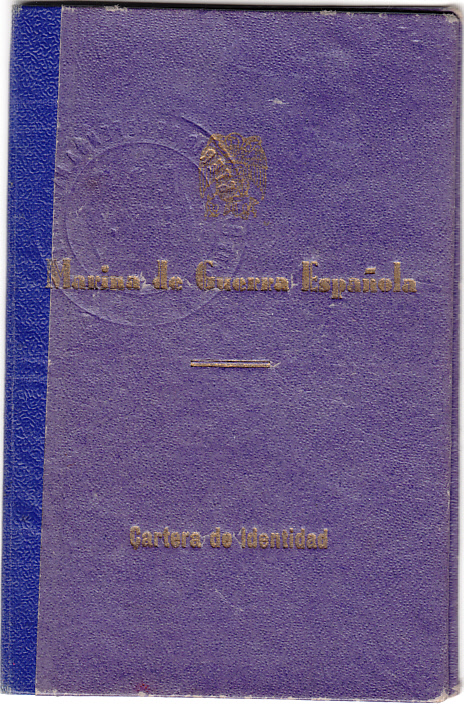 Marina de Guerra Española
Cartera de Identidad